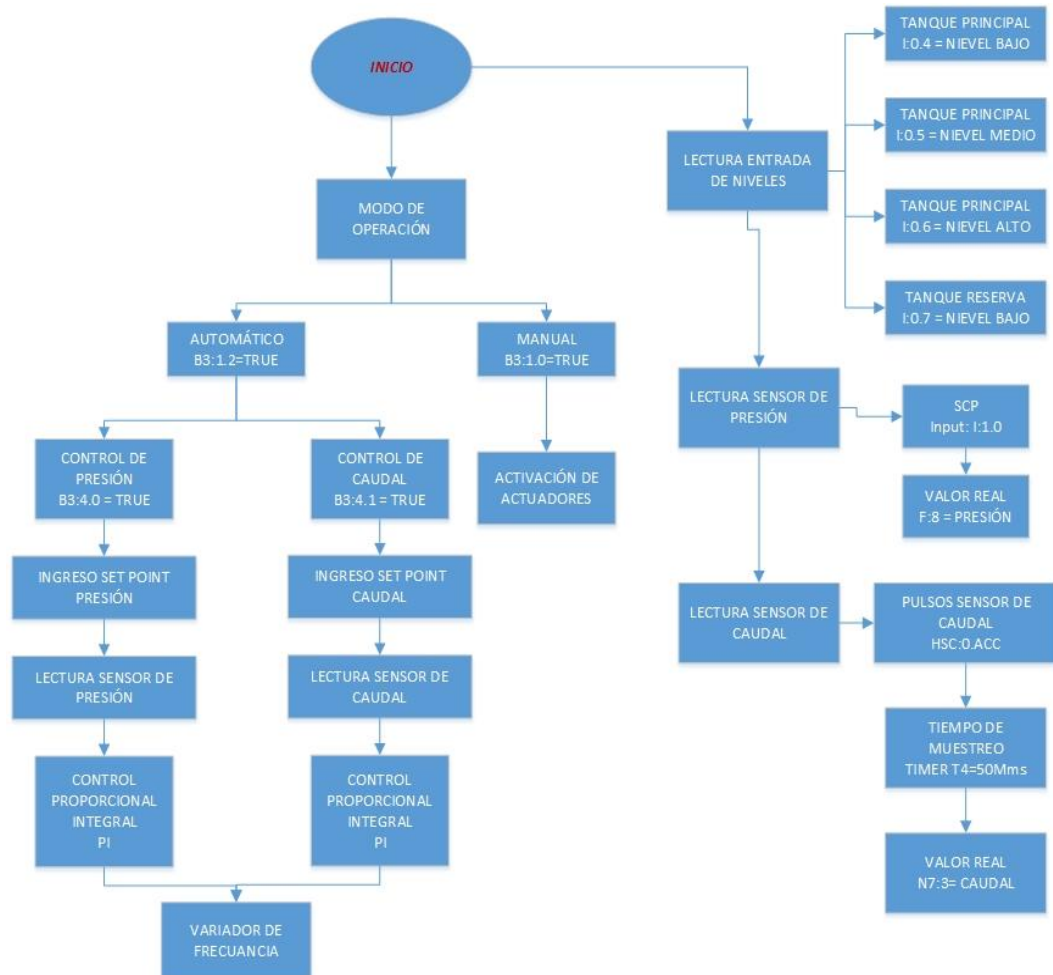 INICIO
MODO DE
OPERACIÓN
AUTOMÁTICO
B3:1.2=TRUE
MANUAL
B3:1.0=TRUE
CONTROL DE
PRESIÓN
B3:4.0 = TRUE
CONTROL DE
CAUDAL
B3:4.1 = TRUE
ACTIVACIÓN DE
ACTUADORES
INGRESO SET POINT
PRESIÓN
INGRESO SET POINT
CAUDAL
LECTURA SENSOR DE
PRESIÓN
LECTURA SENSOR DE
CAUDAL
CONTROL
PROPORCIONAL
INTEGRAL
PI
CONTROL
PROPORCIONAL
INTEGRAL
PI
VARIADOR DE
FRECUANCIA
LECTURA ENTRADA
DE NIVELES
TANQUE PRINCIPAL
I:0.4 = NIEVEL BAJO
TANQUE PRINCIPAL
I:0.5 = NIEVEL MEDIO
TANQUE PRINCIPAL
I:0.6 = NIEVEL ALTO
TANQUE RESERVA
I:0.7 = NIEVEL BAJO
LECTURA SENSOR DE
PRESIÓN
SCP
Input: I:1.0
VALOR REAL
F:8 = PRESIÓN
LECTURA SENSOR DE
CAUDAL
PULSOS SENSOR DE
CAUDAL
HSC:0.ACC
TIEMPO DE
MUESTREO
TIMER T4=50Mms
VALOR REAL
N7:3= CAUDAL